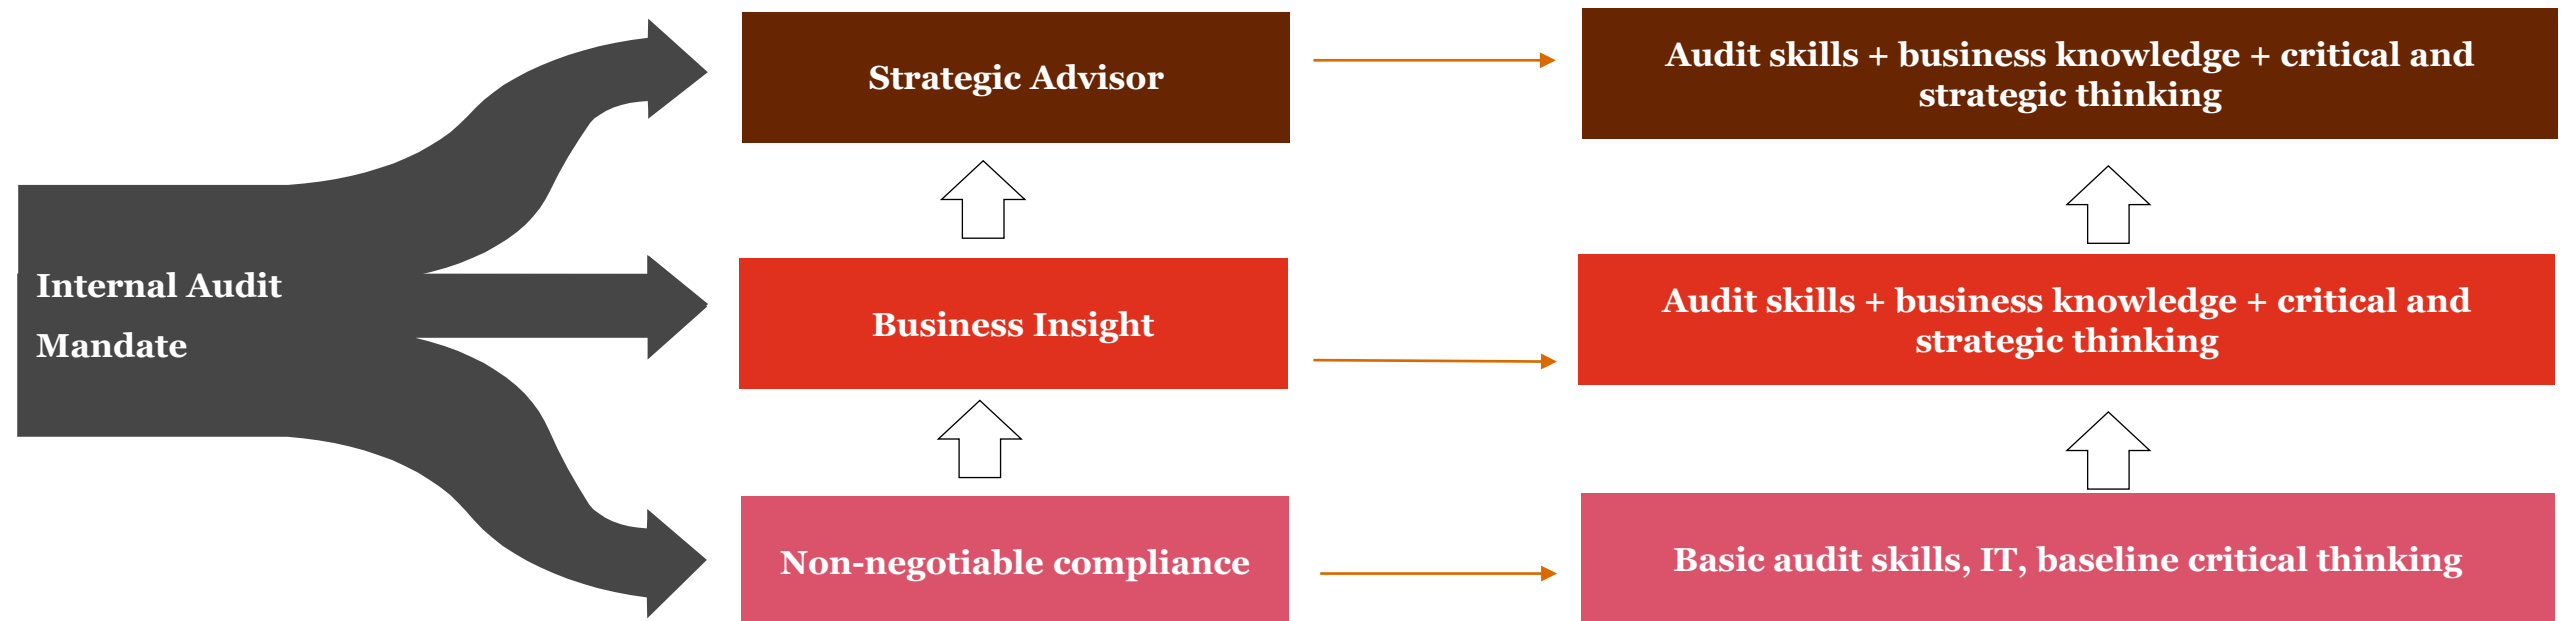 Strategic Advisor
Audit skills + business knowledge + critical and
strategic thinking
Internal Audit
Mandate
Business Insight
Audit skills + business knowledge + critical and
strategic thinking
Non-negotiable compliance
Basic audit skills, IT, baseline critical thinking